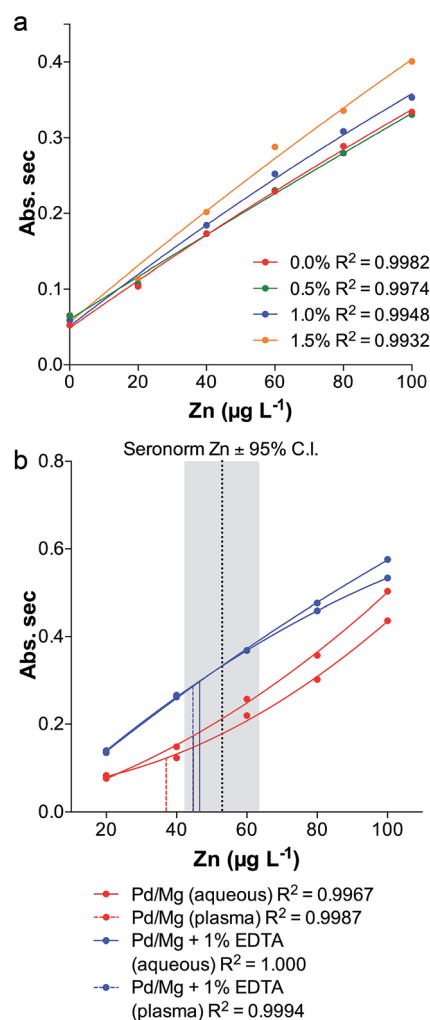 a
0.4
0.3
0.2
0.1
0.0
Abs. sec
0.0% R² = 0.9982
0.5% R² = 0.9974
1.0% R² = 0.9948
1.5% R² = 0.9932
0 20 40 60 80 100
Zn (µg L⁻¹)
b
Seronorm Zn ± 95% C.I.
0.8
0.6
0.4
0.2
0.0
Abs. sec
20 40 60 80 100
Zn (µg L⁻¹)
Pd/Mg (aqueous) R² = 0.9967
Pd/Mg (plasma) R² = 0.9987
Pd/Mg + 1% EDTA
(aqueous) R² = 1.000
Pd/Mg + 1% EDTA
(plasma) R² = 0.9994